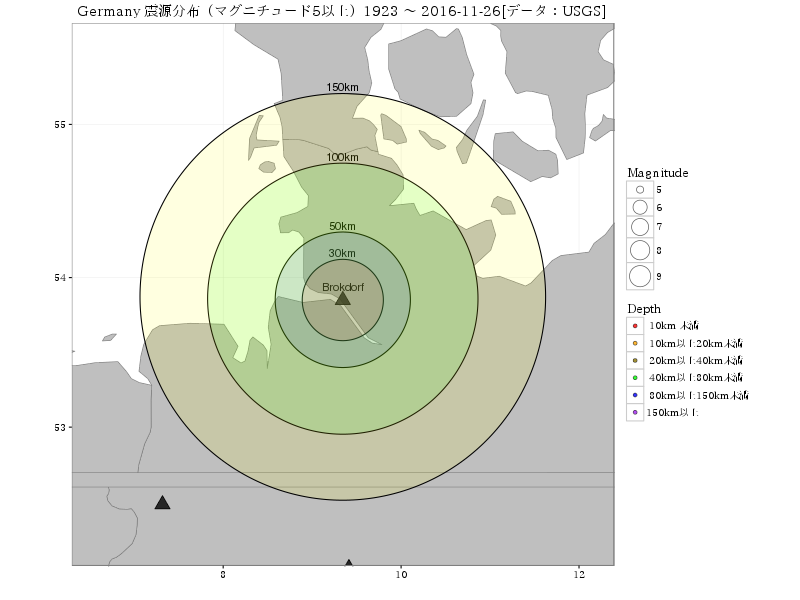 Germany 震源分布（マグニチュード5以上）1923 ～ 2016-11-26[データ：USGS]
150km
100km
50km
30km
Brokdorf
55
54
53
8
10
12
Magnitude
5
6
7
8
9
Depth
10km 未満
10km以上20km未満
20km以上40km未満
40km以上80km未満
80km以上150km未満
150km以上